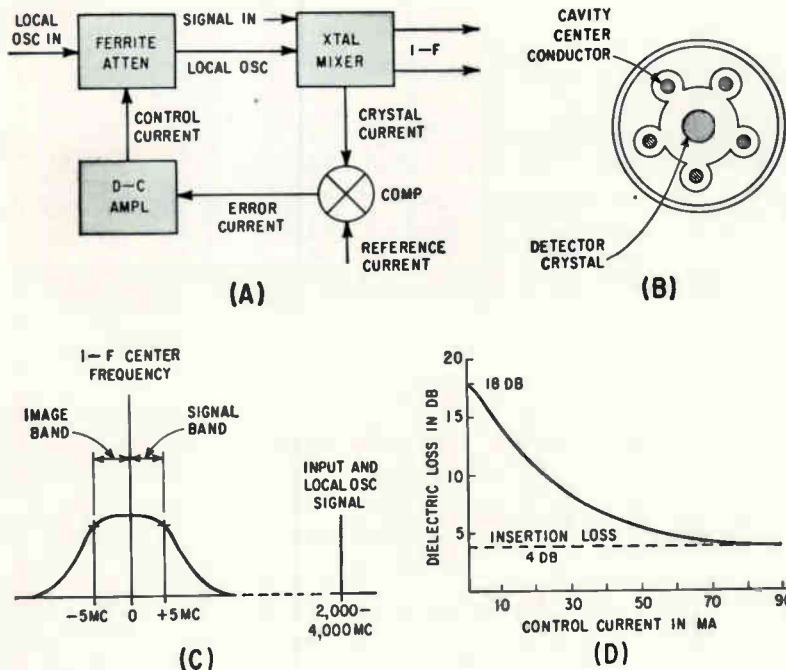 LOCAL
OSC IN
FERRITE
ATTEN
SIGNAL IN
LOCAL OSC
XTAL
MIXER
I-F
CONTROL
CURRENT
CRYSTAL
CURRENT
D-C
AMPL
ERROR
CURRENT
COMP
REFERENCE
CURRENT
(A)
CAVITY
CENTER
CONDUCTOR
DETECTOR
CRYSTAL
(B)
I-F CENTER
FREQUENCY
IMAGE
BAND
SIGNAL
BAND
INPUT AND
LOCAL OSC
SIGNAL
-5MC 0 +5MC
2,000-
4,000MC
(C)
DIELECTRIC LOSS IN DB
20
15
10
5
18 DB
INSERTION LOSS
4 DB
10 30 50 70 90
CONTROL CURRENT IN MA
(D)